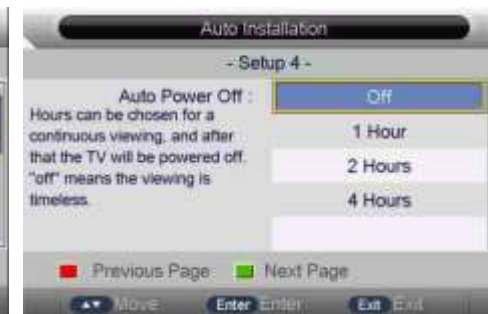 Auto Installation
- Setup 4 -
Auto Power Off :
Hours can be chosen for a
continuous viewing, and after
that the TV will be powered off.
"off" means the viewing is
timeless.
Off
1 Hour
2 Hours
4 Hours
Previous Page Next Page
Move Enter Enter Exit Exit